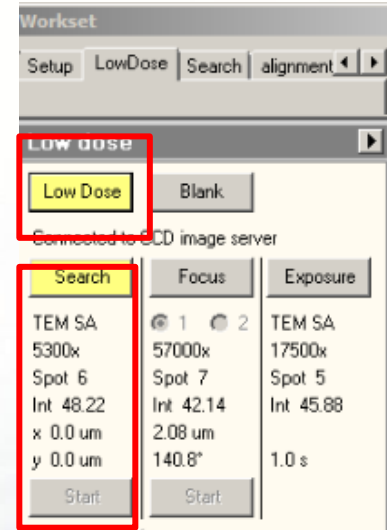 Workset
Setup LowDose Search alignment
Low dose
Low Dose Blank
Connected to CCD image server
Search Focus Exposure
TEM SA 1 2 TEM SA
5300x 57000x 17500x
Spot 6 Spot 7 Spot 5
Int 48.22 Int 42.14 Int 45.88
x 0.0 um 2.08 um
y 0.0 um 140.8° 1.0 s
Start Start